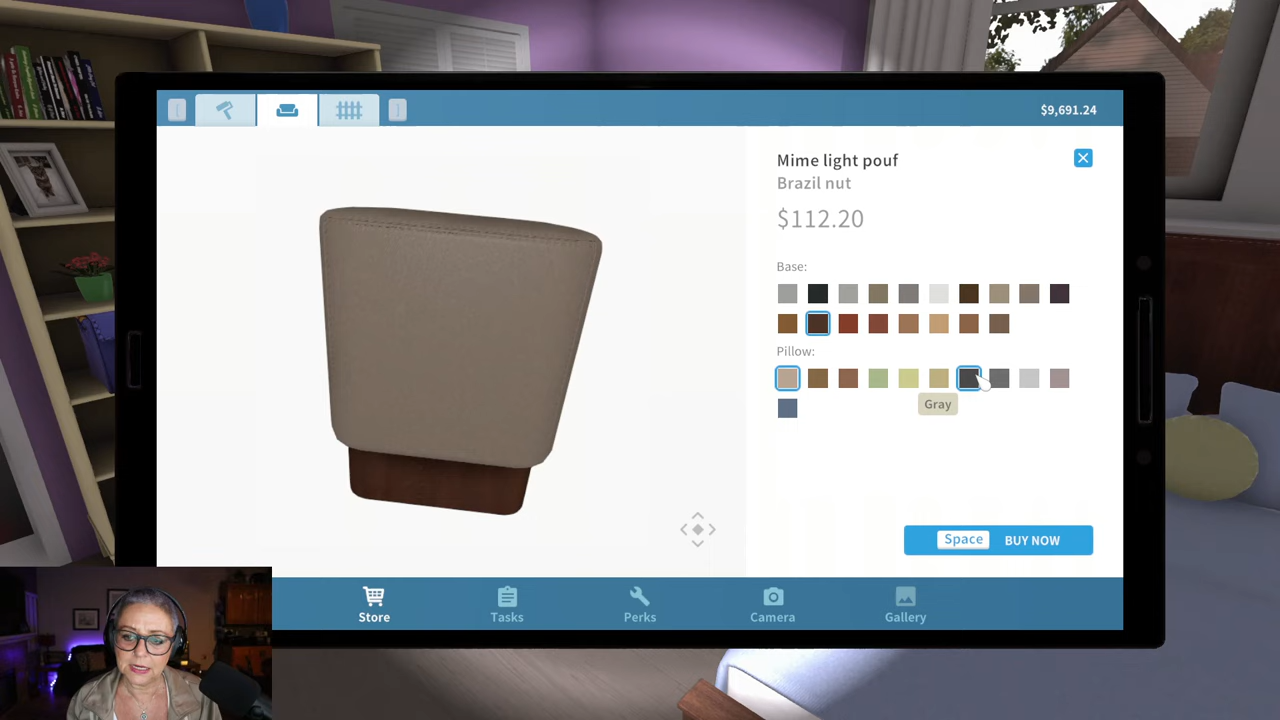 $9,691.24
Mime light pouf
Brazil nut
$112.20
Base:
Pillow:
Gray
Space BUY NOW
Store Tasks Perks Camera Gallery